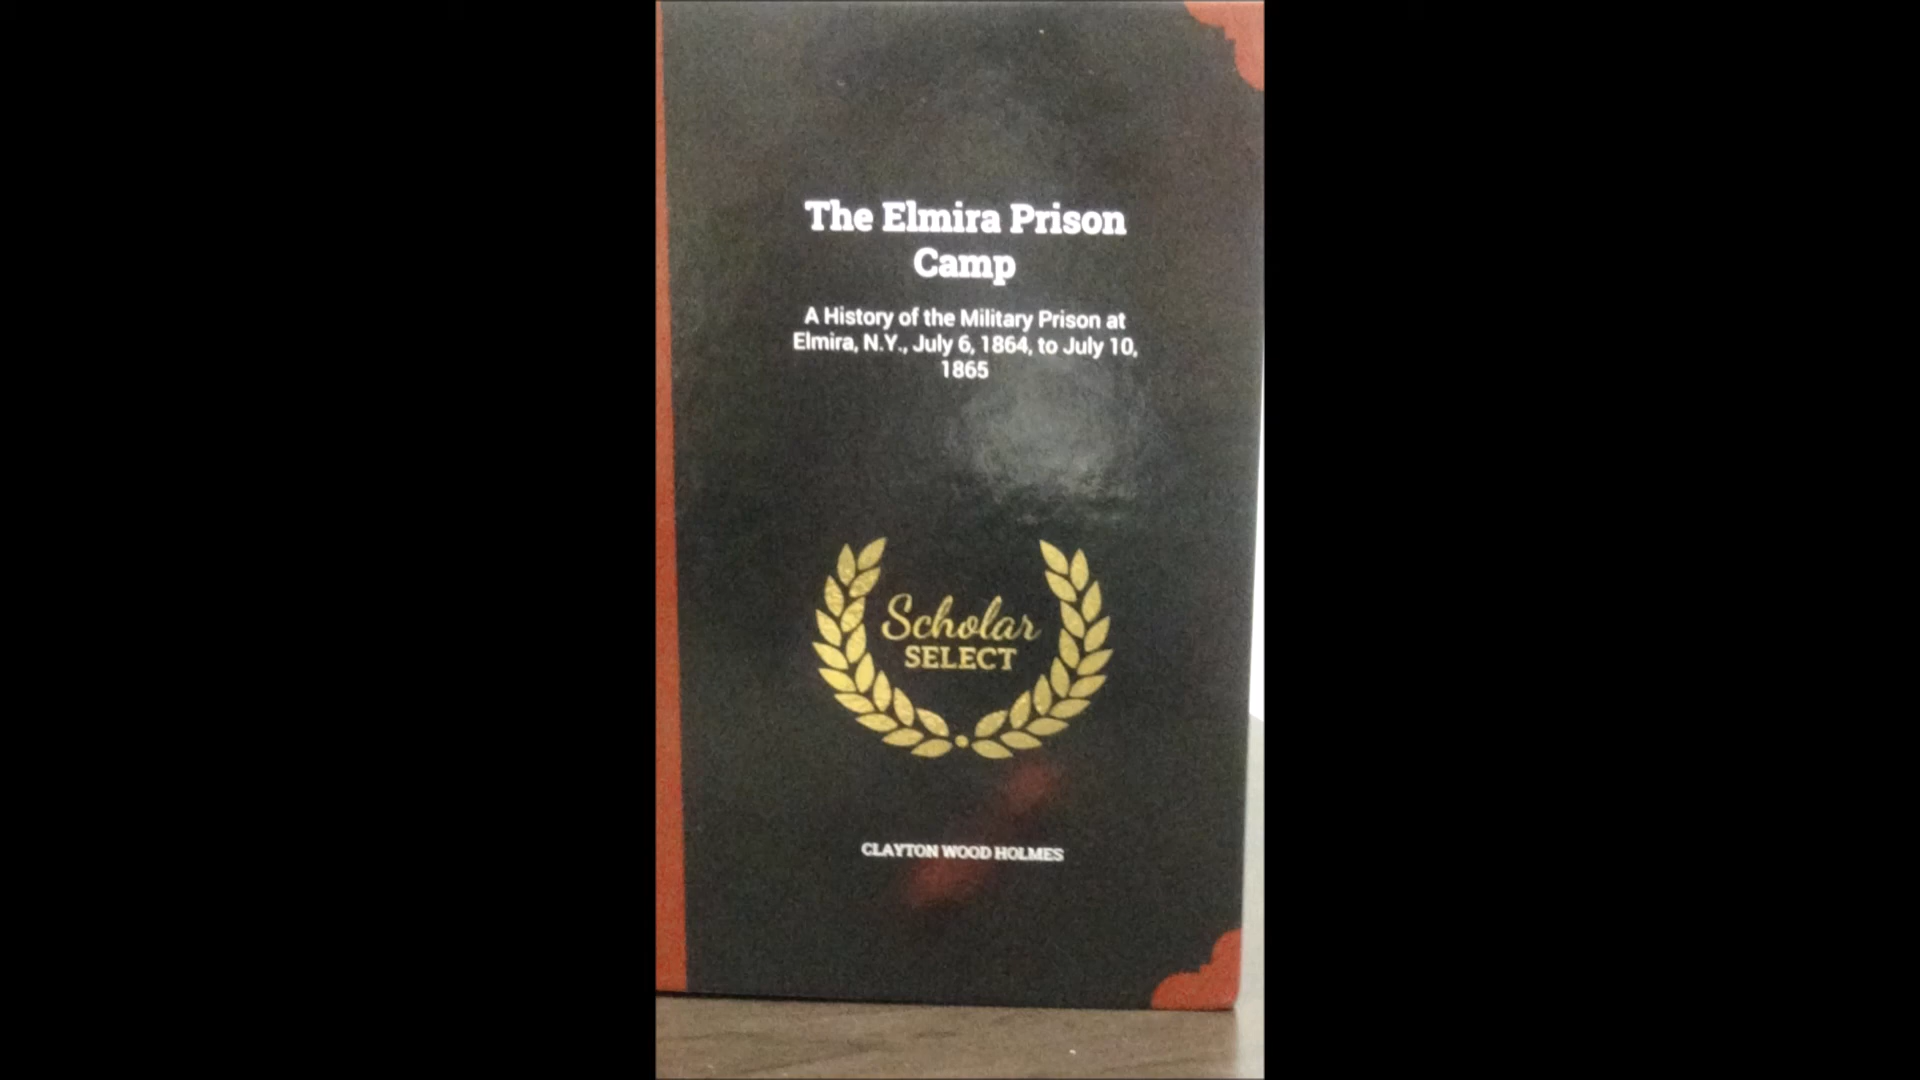 The Elmira Prison
Camp
A History of the Military Prison at
Elmira, N.Y., July 6, 1864, to July 10,
1865
Scholar
SELECT
CLAYTON WOOD HOLMES